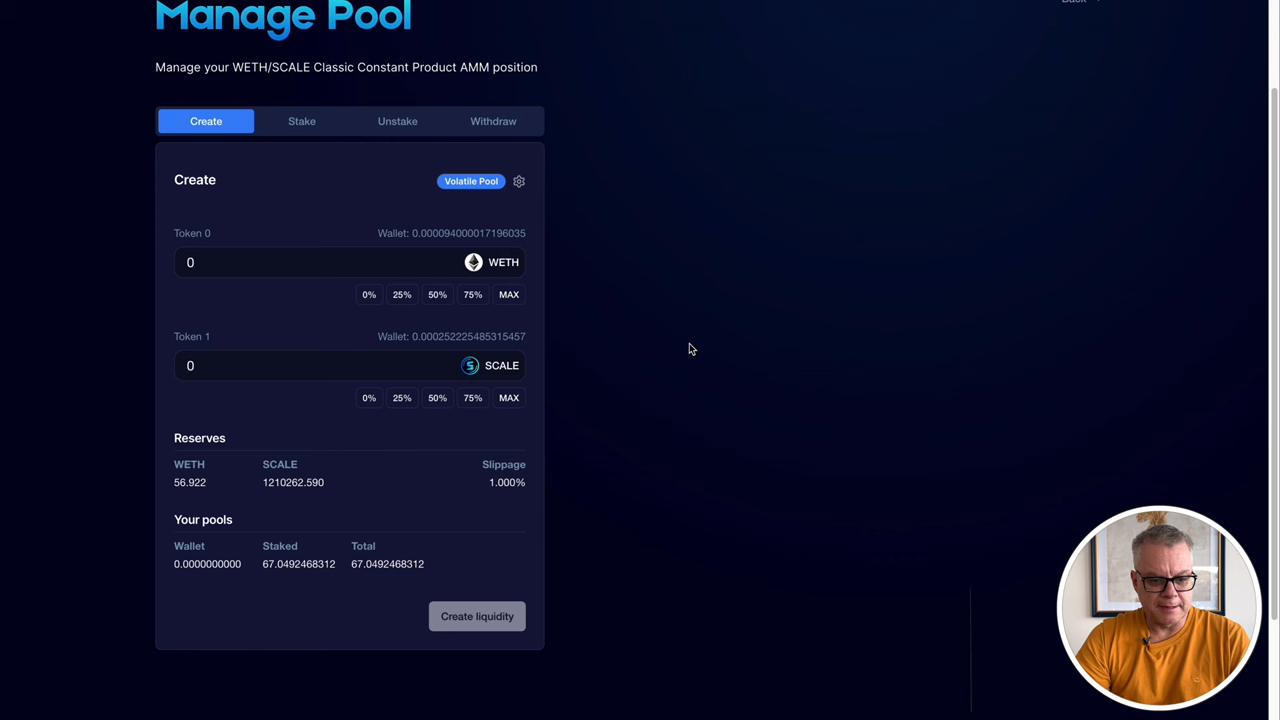 Manage Pool
Manage your WETH/SCALE Classic Constant Product AMM position
Create Stake Unstake Withdraw
Create Volatile Pool
Token 0 Wallet: 0.000094000017196035
0 WETH
0% 25% 50% 75% MAX
Token 1 Wallet: 0.000252225485315457
0 SCALE
0% 25% 50% 75% MAX
Reserves
WETH SCALE Slippage
56.922 1210262.590 1.000%
Your pools
Wallet Staked Total
0.0000000000 67.0492468312 67.0492468312
Create liquidity